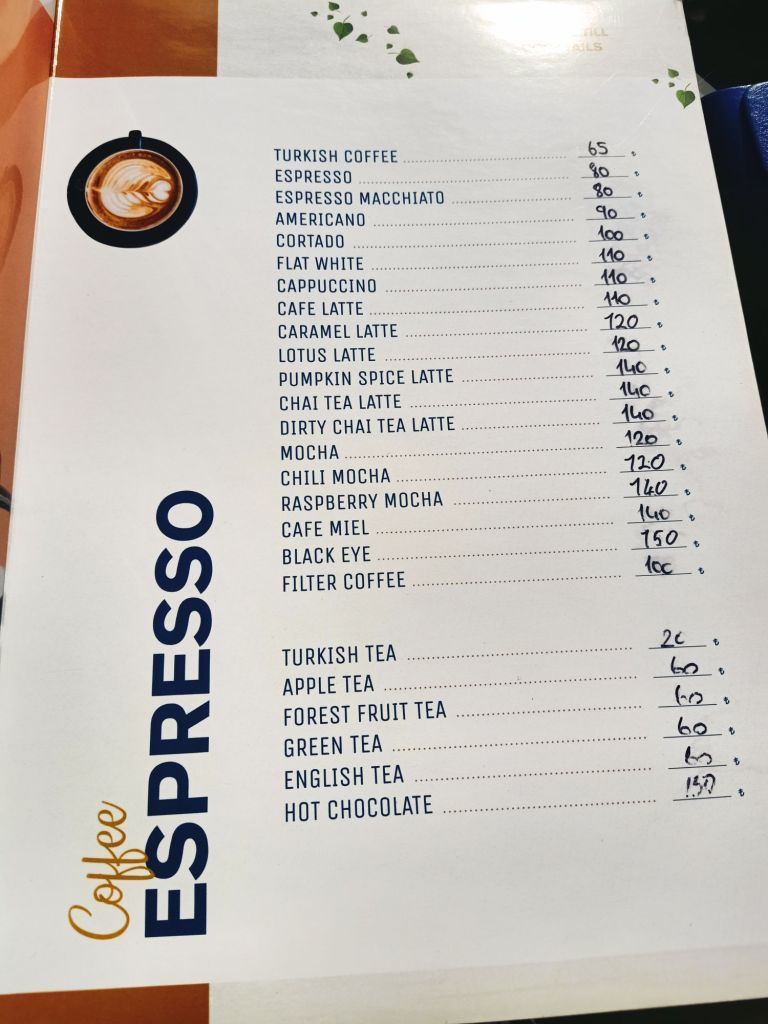 TURKISH COFFEE 65 ₺
ESPRESSO 80
ESPRESSO MACCHIATO 80 ₺
AMERICANO 90 ₺
CORTADO 100 ₺
FLAT WHITE 110 ₺
CAPPUCCINO 110 ₺
CAFE LATTE 110 ₺
CARAMEL LATTE 120 ₺
LOTUS LATTE 120 ₺
PUMPKIN SPICE LATTE 140 ₺
CHAI TEA LATTE 140 ₺
DIRTY CHAI TEA LATTE 140 ₺
MOCHA 120 ₺
CHILI MOCHA 120 ₺
RASPBERRY MOCHA 140 ₺
CAFE MIEL 140 ₺
BLACK EYE 150 ₺
FILTER COFFEE 100 ₺
TURKISH TEA 20 ₺
APPLE TEA 60 ₺
FOREST FRUIT TEA 60 ₺
GREEN TEA 60 ₺
ENGLISH TEA 60 ₺
HOT CHOCOLATE ₺
Coffee
ESPRESSO